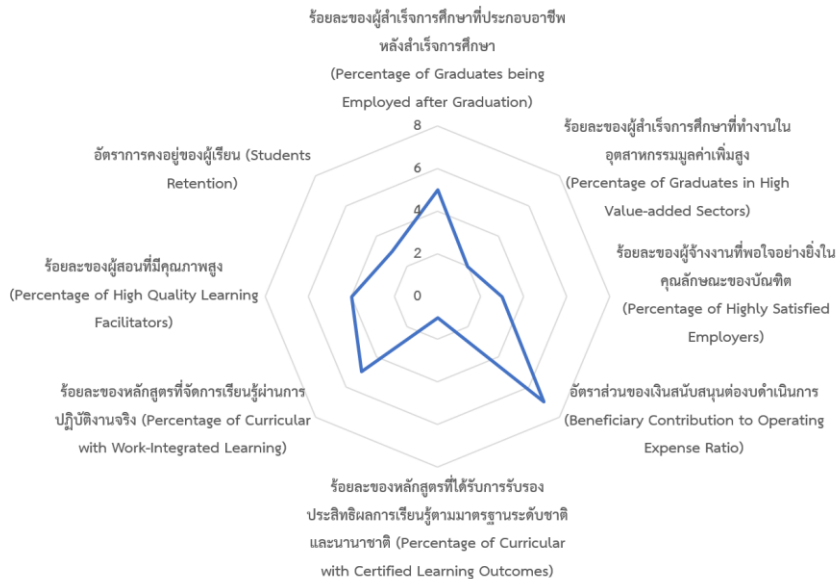 ร้อยละของผู้สำเร็จการศึกษาที่ประกอบอาชีพ
หลังสำเร็จการศึกษา
(Percentage of Graduates being
Employed after Graduation)
8
6
4
2
0
ร้อยละของผู้สำเร็จการศึกษาที่ทำงานใน
อุตสาหกรรมมูลค่าเพิ่มสูง
(Percentage of Graduates in High
Value-added Sectors)
ร้อยละของผู้จ้างงานที่พอใจอย่างยิ่งใน
คุณลักษณะของบัณฑิต
(Percentage of Highly Satisfied
Employers)
อัตราส่วนของเงินสนับสนุนต่องบดำเนินการ
(Beneficiary Contribution to Operating
Expense Ratio)
ร้อยละของหลักสูตรที่ได้รับการรับรอง
ประสิทธิผลการเรียนรู้ตามมาตรฐานระดับชาติ
และนานาชาติ (Percentage of Curricular
with Certified Learning Outcomes)
ร้อยละของหลักสูตรที่จัดการเรียนรู้ผ่านการ
ปฏิบัติงานจริง (Percentage of Curricular
with Work-Integrated Learning)
ร้อยละของผู้สอนที่มีคุณภาพสูง
(Percentage of High Quality Learning
Facilitators)
อัตราการคงอยู่ของผู้เรียน (Students
Retention)